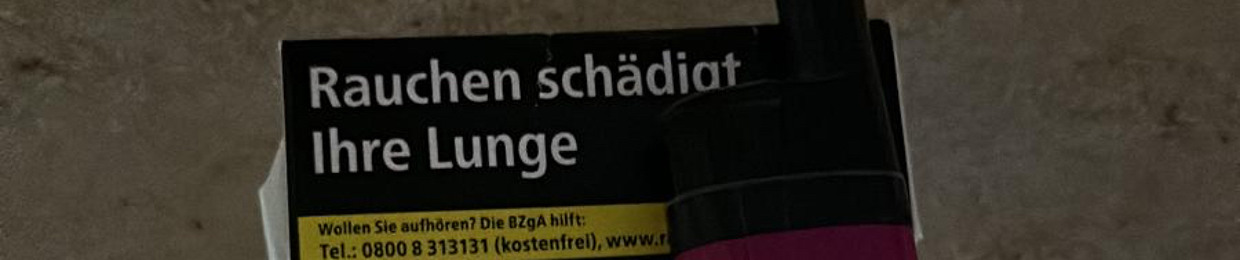 Rauchen schädigt
Ihre Lunge
Wollen Sie aufhören? Die BZgA hilft:
Tel.: 0800 8 313131 (kostenfrei), www.r